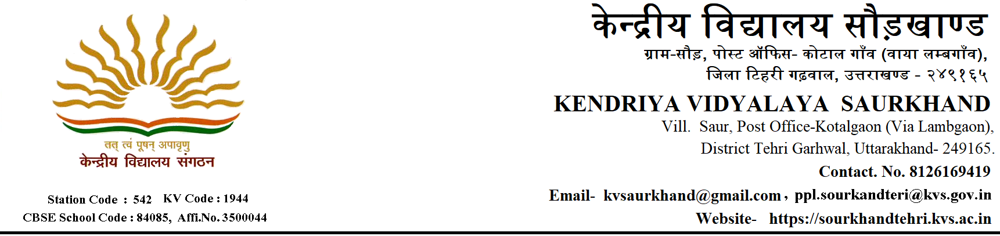 तत् त्वं पूषन् अपावृणु
केन्द्रीय विद्यालय संगठन
Station Code : 542 KV Code : 1944
CBSE School Code : 84085, Affi.No. 3500044
केन्द्रीय विद्यालय सौड़खाण्ड
ग्राम-सौड़, पोस्ट ऑफिस- कोटाल गाँव (वाया लम्बगाँव),
जिला टिहरी गढ़वाल, उत्तराखण्ड - २४९१६५
KENDRIYA VIDYALAYA SAURKHAND
Vill. Saur, Post Office-Kotalgaon (Via Lambgaon),
District Tehri Garhwal, Uttarakhand- 249165.
Contact. No. 8126169419
Email- kvsaurkhand@gmail.com , ppl.sourkandteri@kvs.gov.in
Website- https://sourkhandtehri.kvs.ac.in